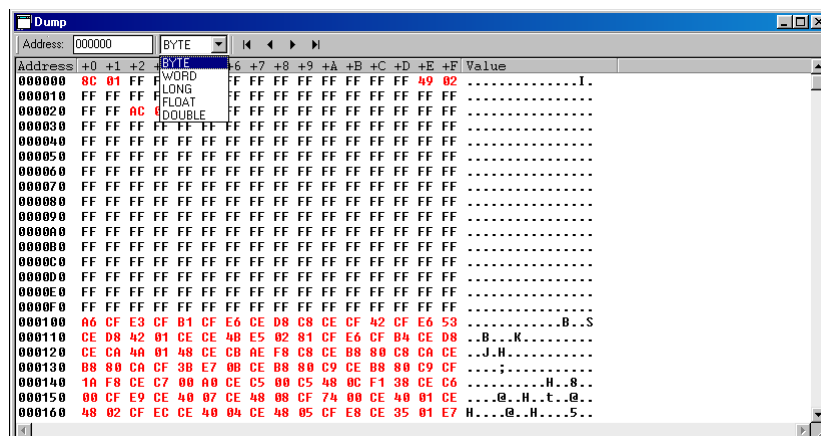 Dump
Address: 000000 BYTE
BYTE
WORD
LONG
FLOAT
DOUBLE
Address +0 +1 +2 +6 +7 +8 +9 +A +B +C +D +E +F Value
000000 8C 01 FF FF FF FF FF FF FF FF FF 49 02 ..............I.
000010 FF FF FF FF FF FF FF FF FF FF FF FF FF ................
000020 FF FF AC FF FF FF FF FF FF FF FF FF FF ................
000030 FF FF FF FF FF FF FF FF FF FF FF FF FF FF FF FF ................
000040 FF FF FF FF FF FF FF FF FF FF FF FF FF FF FF FF ................
000050 FF FF FF FF FF FF FF FF FF FF FF FF FF FF FF FF ................
000060 FF FF FF FF FF FF FF FF FF FF FF FF FF FF FF FF ................
000070 FF FF FF FF FF FF FF FF FF FF FF FF FF FF FF FF ................
000080 FF FF FF FF FF FF FF FF FF FF FF FF FF FF FF FF ................
000090 FF FF FF FF FF FF FF FF FF FF FF FF FF FF FF FF ................
0000A0 FF FF FF FF FF FF FF FF FF FF FF FF FF FF FF FF ................
0000B0 FF FF FF FF FF FF FF FF FF FF FF FF FF FF FF FF ................
0000C0 FF FF FF FF FF FF FF FF FF FF FF FF FF FF FF FF ................
0000D0 FF FF FF FF FF FF FF FF FF FF FF FF FF FF FF FF ................
0000E0 FF FF FF FF FF FF FF FF FF FF FF FF FF FF FF FF ................
0000F0 FF FF FF FF FF FF FF FF FF FF FF FF FF FF FF FF ................
000100 A6 CF E3 CF B1 CF E6 CE D8 C8 CE CF 42 CF E6 53 ............B..S
000110 CE D8 42 01 CE CE 4B E5 02 81 CF E6 CF B4 CE D8 ..B...K.........
000120 CE CA 4A 01 48 CE CB AE F8 C8 CE B8 80 C8 CA CE ..J.H...........
000130 B8 80 CA CF 3B E7 0B CE B8 80 C9 CE B8 80 C9 CF ....;...........
000140 1A F8 CE C7 00 A0 CE C5 00 C5 48 0C F1 38 CE C6 ..........H..8..
000150 00 CF E9 CE 40 07 CE 48 08 CF 74 00 CE 40 01 CE ....@..H..t..@..
000160 48 02 CF EC CE 40 04 CE 48 05 CF E8 CE 35 01 E7 H....@..H....5..